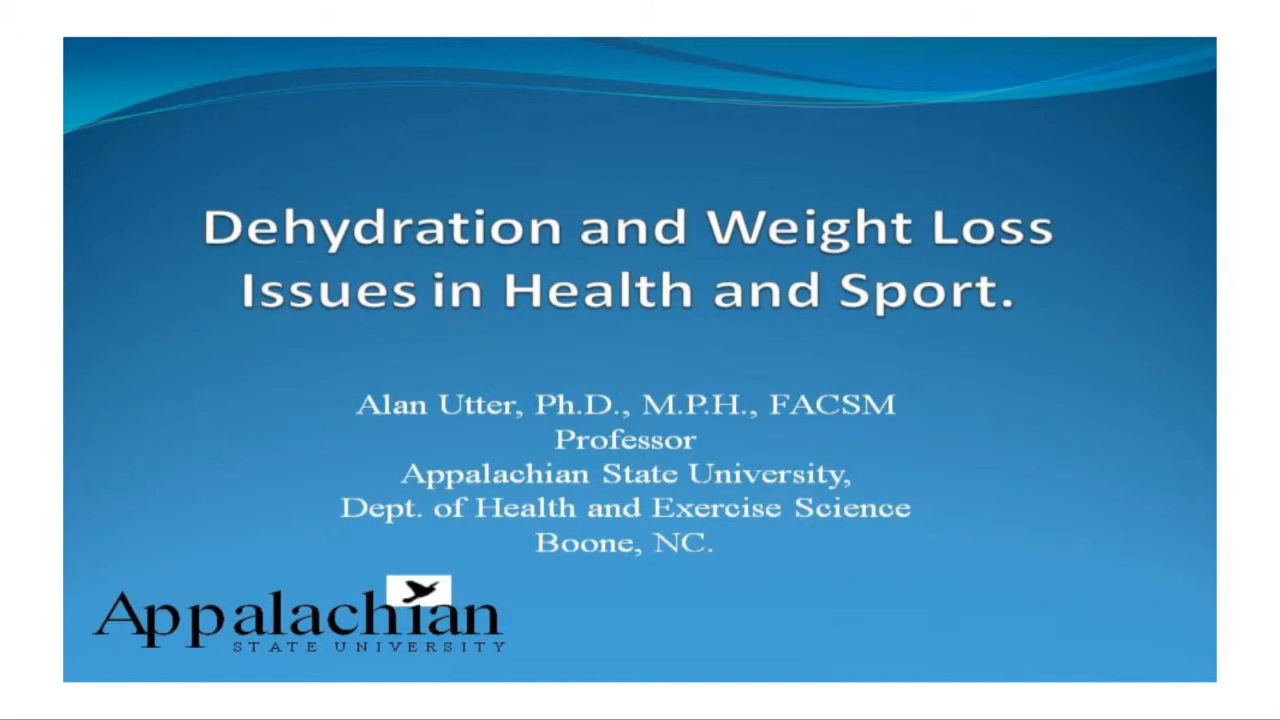 Dehydration and Weight Loss
Issues in Health and Sport.
Alan Utter, Ph.D., M.P.H., FACSM
Professor
Appalachian State University,
Dept. of Health and Exercise Science
Boone, NC.
Appalachian
STATE UNIVERSITY